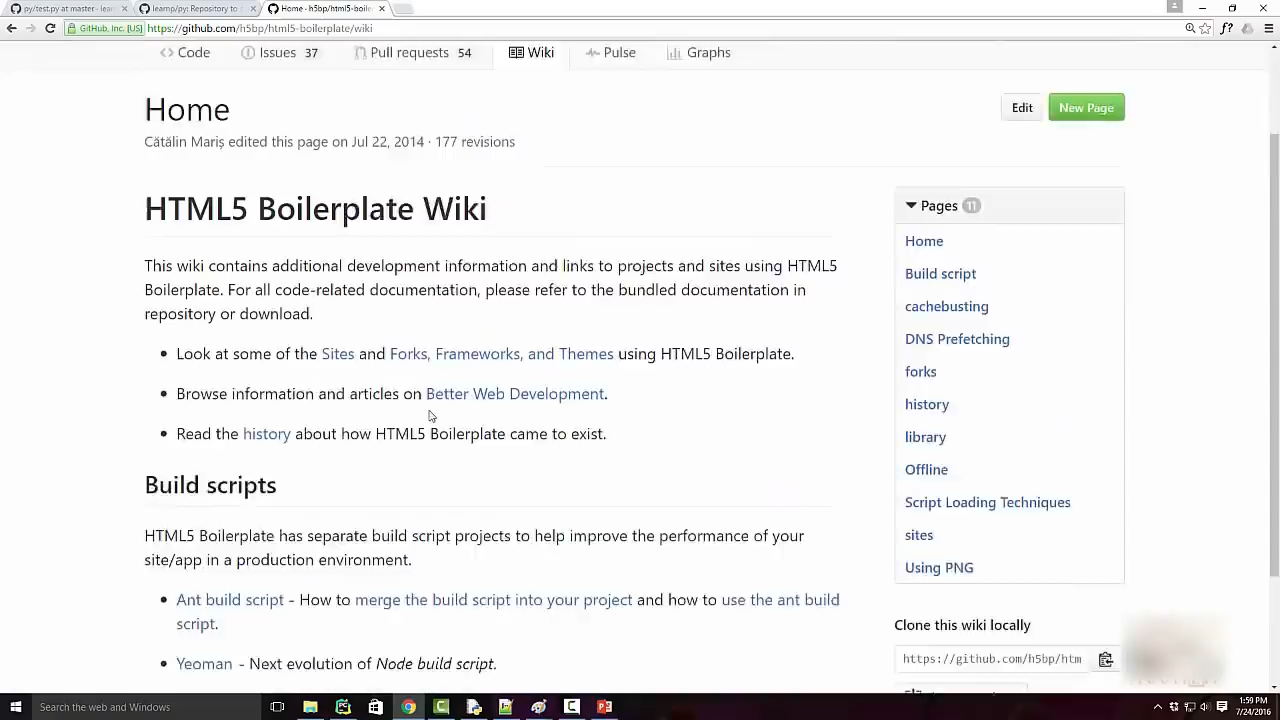 py/test.py at master · lear
learnp/py: Repository to
Home · h5bp/html5-boile
GitHub, Inc. [US] https://github.com/h5bp/html5-boilerplate/wiki
Code Issues 37 Pull requests 54 Wiki Pulse Graphs
Home
Edit New Page
Cătălin Mariș edited this page on Jul 22, 2014 · 177 revisions
HTML5 Boilerplate Wiki
This wiki contains additional development information and links to projects and sites using HTML5
Boilerplate. For all code-related documentation, please refer to the bundled documentation in
repository or download.
• Look at some of the Sites and Forks, Frameworks, and Themes using HTML5 Boilerplate.
• Browse information and articles on Better Web Development.
• Read the history about how HTML5 Boilerplate came to exist.
Build scripts
HTML5 Boilerplate has separate build script projects to help improve the performance of your
site/app in a production environment.
• Ant build script - How to merge the build script into your project and how to use the ant build
script.
• Yeoman - Next evolution of Node build script.
Pages 11
Home
Build script
cachebusting
DNS Prefetching
forks
history
library
Offline
Script Loading Techniques
sites
Using PNG
Clone this wiki locally
https://github.com/h5bp/htm
Search the web and Windows
1:59 PM
7/24/2016